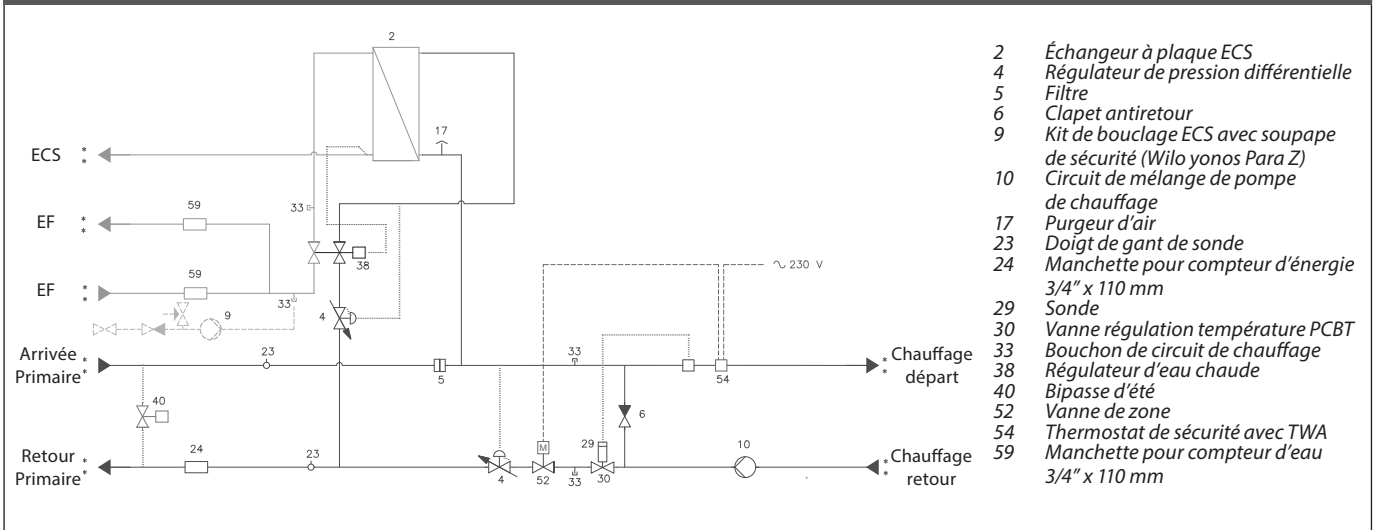 2
17
ECS
59
33
EF
38
59
EF
33
4
9
~ 230 V
Arrivée
Primaire
23
5
33
54
Chauffage
départ
40
6
Retour
Primaire
24
23
4
M
52
33
29
30
10
Chauffage
retour
2 Échangeur à plaque ECS
4 Régulateur de pression différentielle
5 Filtre
6 Clapet antiretour
9 Kit de bouclage ECS avec soupape
de sécurité (Wilo yonos Para Z)
10 Circuit de mélange de pompe
de chauffage
17 Purgeur d'air
23 Doigt de gant de sonde
24 Manchette pour compteur d'énergie
3/4" x 110 mm
29 Sonde
30 Vanne régulation température PCBT
33 Bouchon de circuit de chauffage
38 Régulateur d'eau chaude
40 Bipasse d'été
52 Vanne de zone
54 Thermostat de sécurité avec TWA
59 Manchette pour compteur d'eau
3/4" x 110 mm